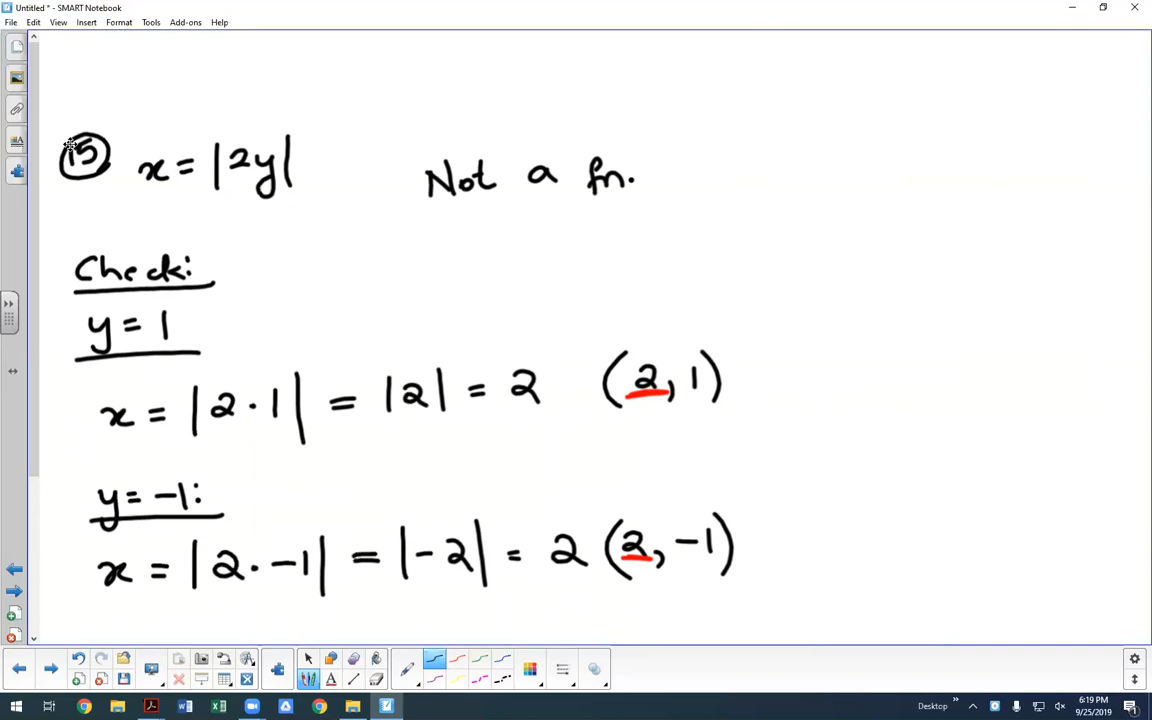 Untitled * - SMART Notebook
File Edit View Insert Format Tools Add-ons Help
15 x = |2y| Not a fn.
Check:
y = 1
x = |2 · 1| = |2| = 2 (2, 1)
y = -1:
x = |2 · -1| = |-2| = 2 (2, -1)
Desktop » 6:19 PM
9/25/2019